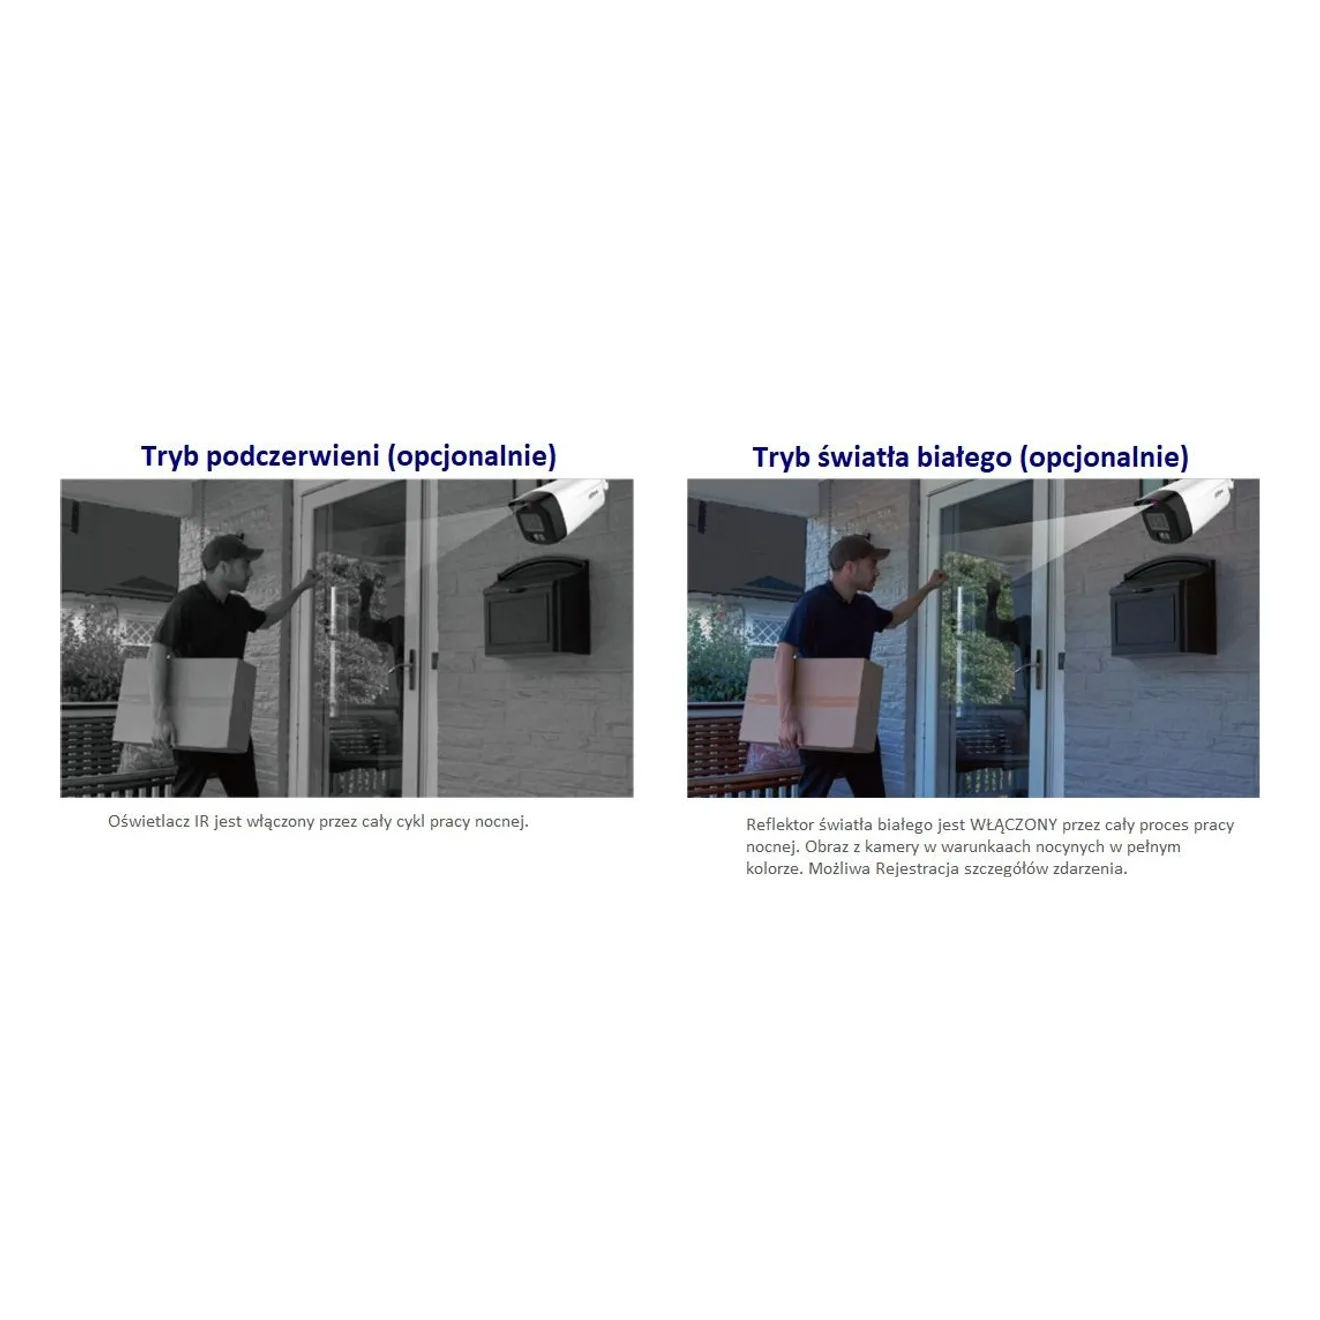 Tryb podczerwieni (opcjonalnie)
Oświetlacz IR jest włączony przez cały cykl pracy nocnej.
Tryb światła białego (opcjonalnie)
Reflektor światła białego jest WŁĄCZONY przez cały proces pracy
nocnej. Obraz z kamery w warunkaach nocynych w pełnym
kolorze. Możliwa Rejestracja szczegółów zdarzenia.